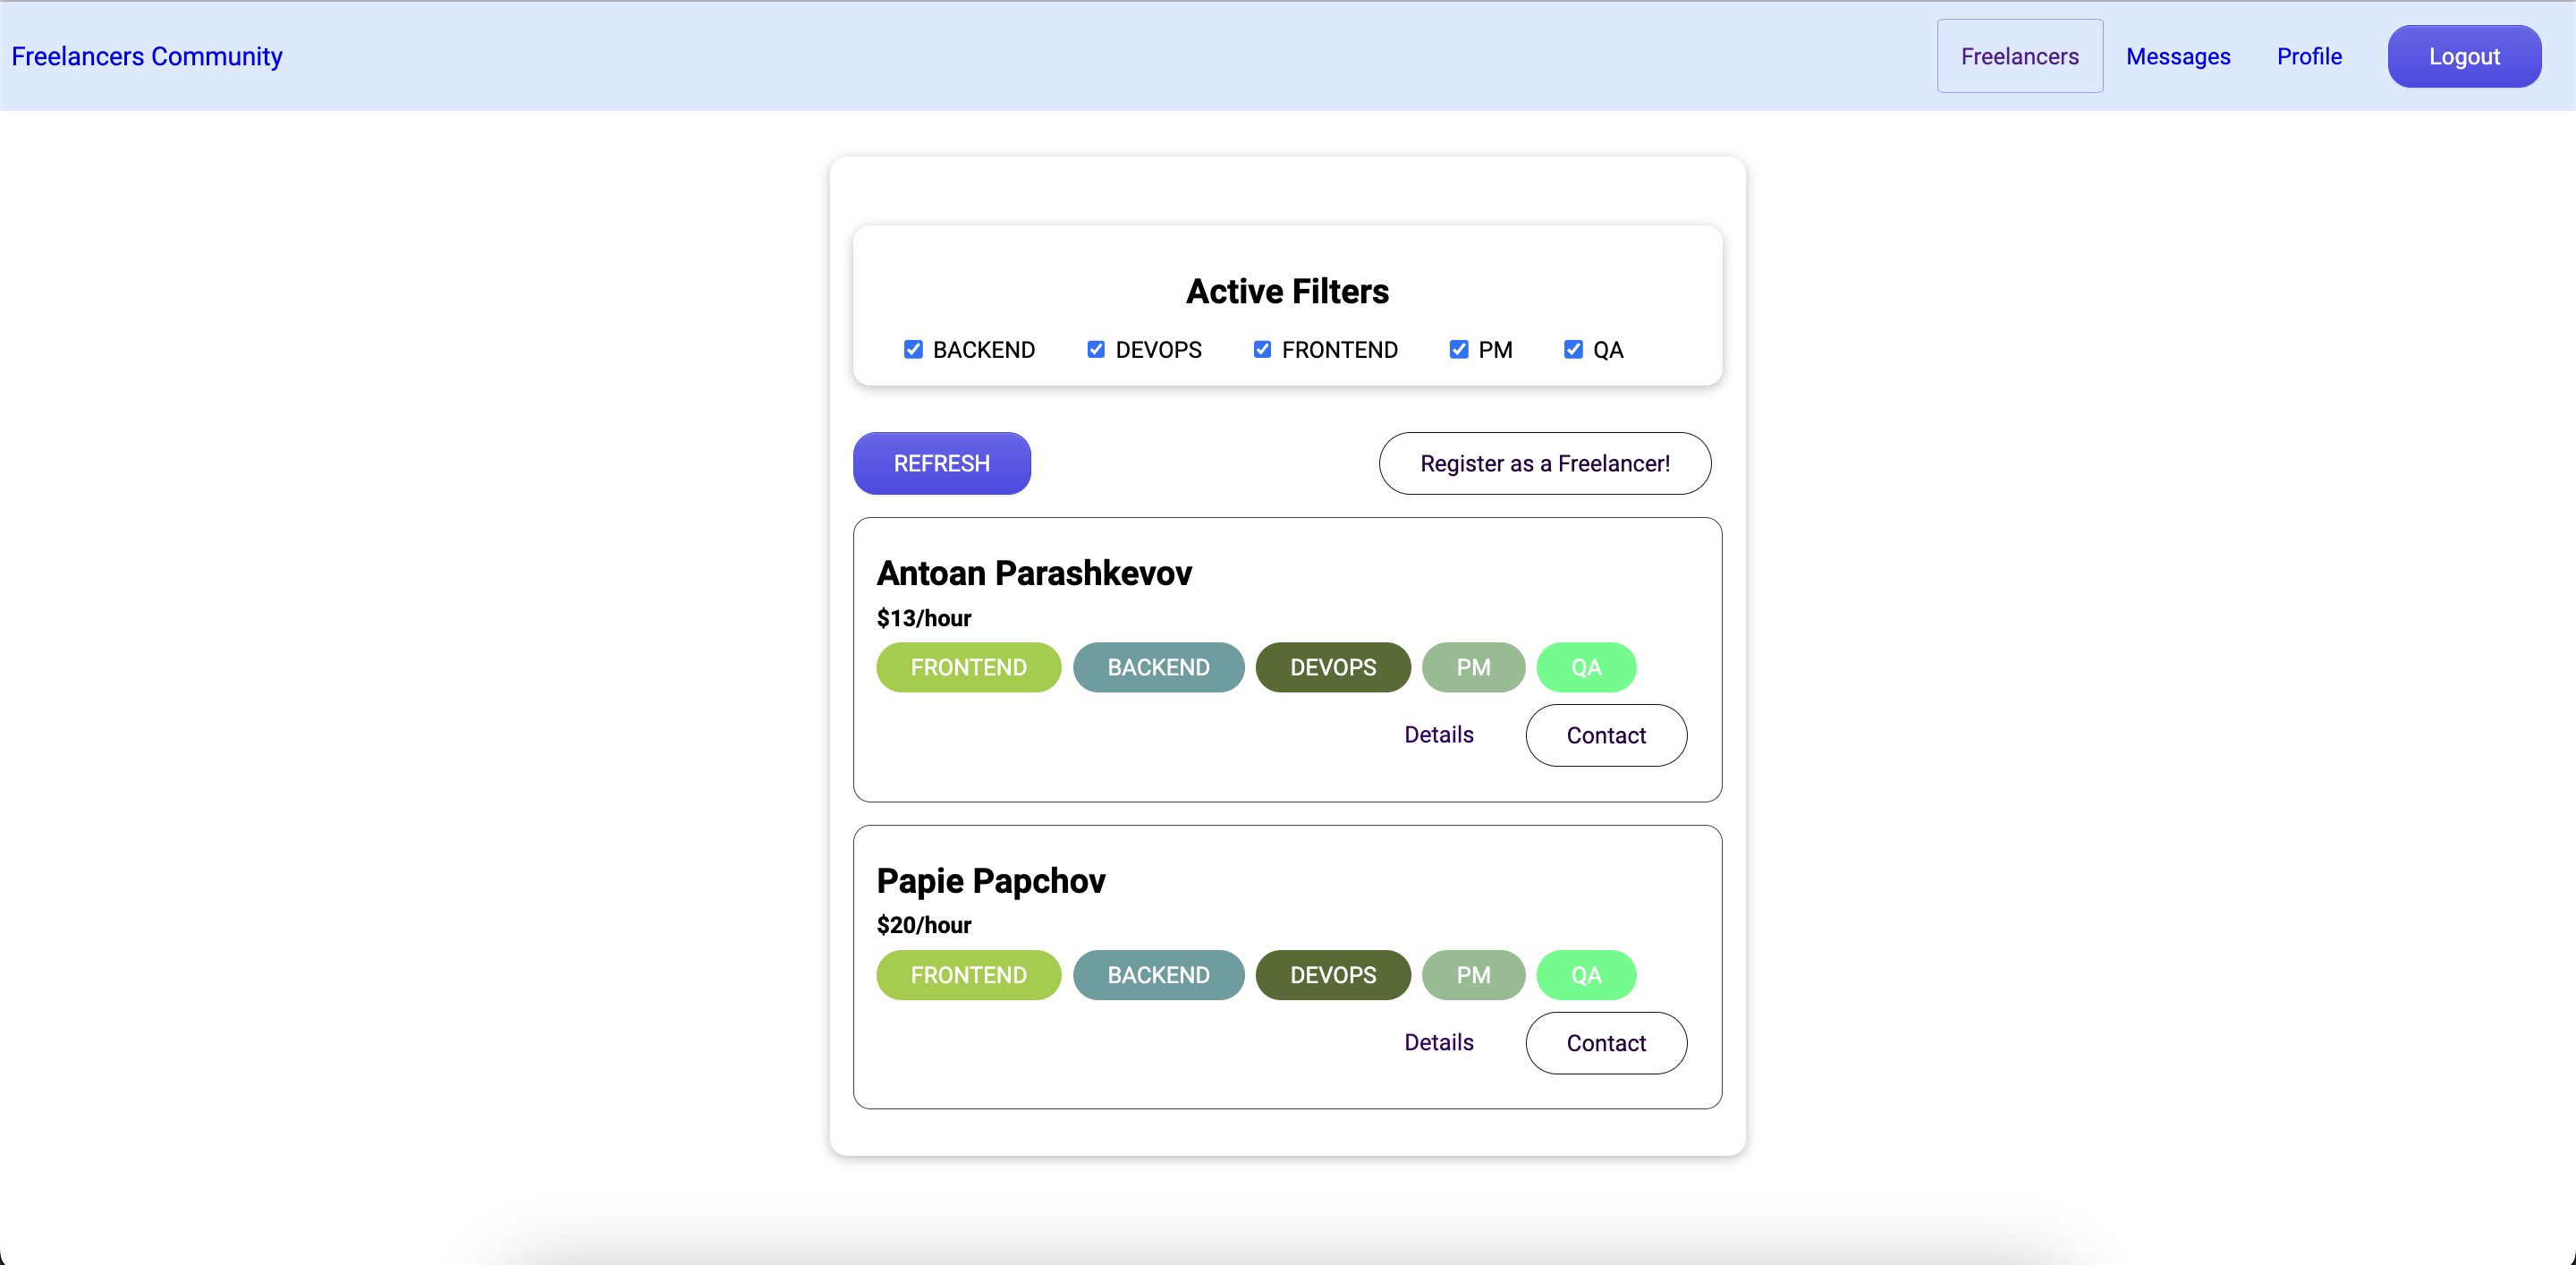 Freelancers Community Freelancers Messages Profile Logout
Active Filters
BACKEND DEVOPS FRONTEND PM QA
REFRESH Register as a Freelancer!
Antoan Parashkevov
$13/hour
FRONTEND BACKEND DEVOPS PM QA
Details Contact
Papie Papchov
$20/hour
FRONTEND BACKEND DEVOPS PM QA
Details Contact